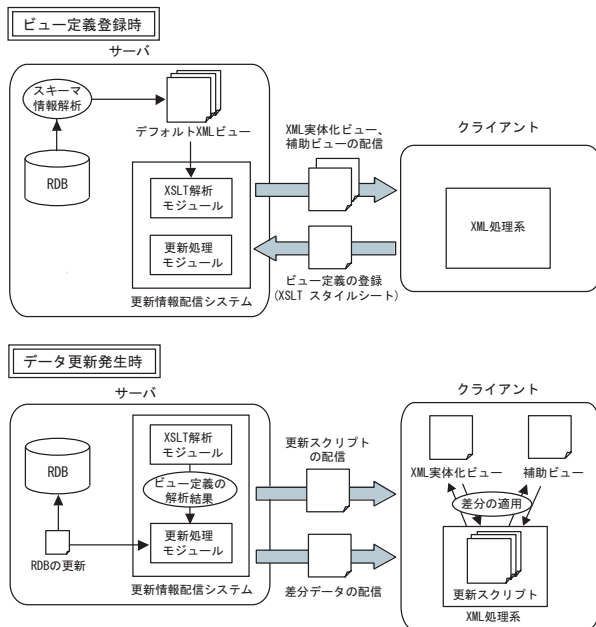 ビュー定義登録時
サーバ
スキーマ
情報解析
デフォルトXMLビュー
RDB
XSLT解析
モジュール
更新処理
モジュール
更新情報配信システム
XML実体化ビュー、
補助ビューの配信
ビュー定義の登録
(XSLT スタイルシート)
クライアント
XML処理系
データ更新発生時
サーバ
RDB
RDBの更新
XSLT解析
モジュール
ビュー定義の
解析結果
更新処理
モジュール
更新情報配信システム
更新スクリプト
の配信
差分データの配信
クライアント
XML実体化ビュー
補助ビュー
差分の適用
更新スクリプト
XML処理系